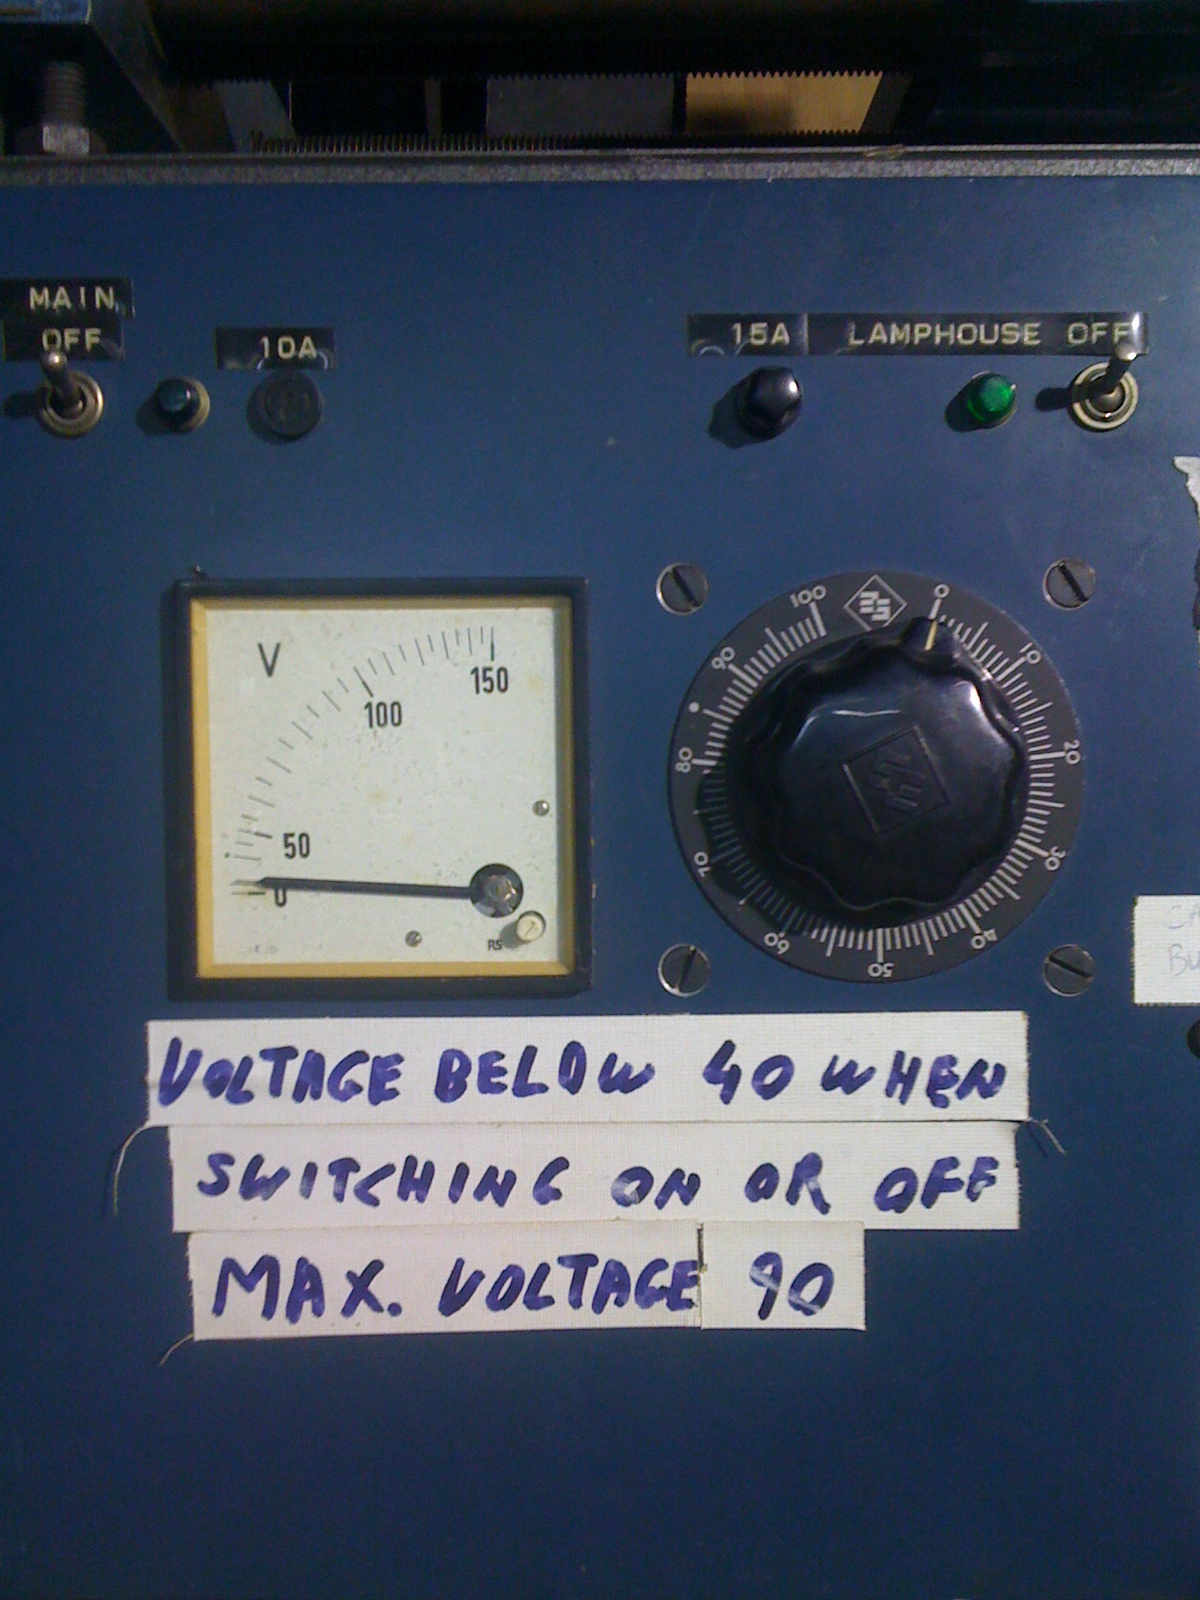 MAIN
OFF
10A
15A LAMPHOUSE OFF
V
50
100
150
0
RS
0
10
20
30
40
50
60
70
80
90
100
VOLTAGE BELOW 40 WHEN
SWITCHING ON OR OFF
MAX. VOLTAGE 90